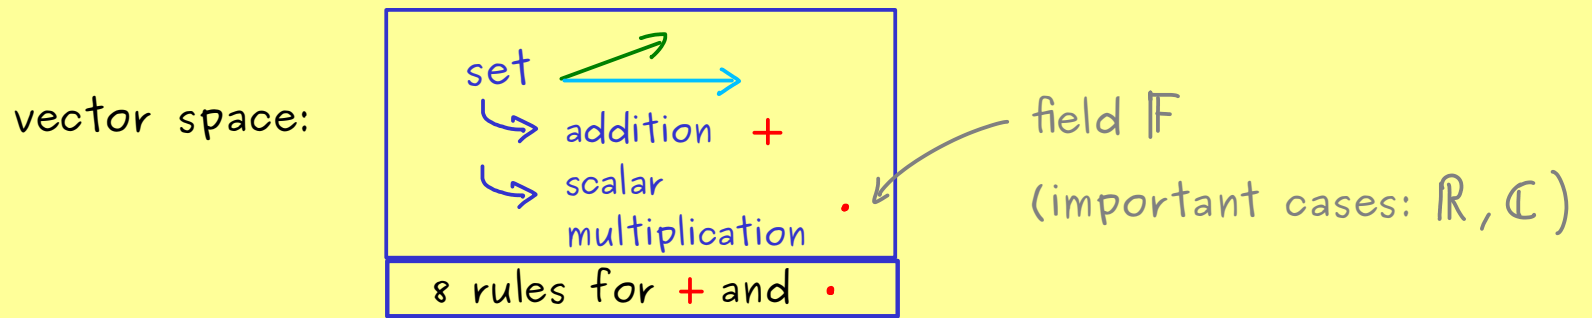 set
vector space:
addition +
scalar
multiplication ·
8 rules for + and ·
field 𝔽
(important cases: ℝ, ℂ)